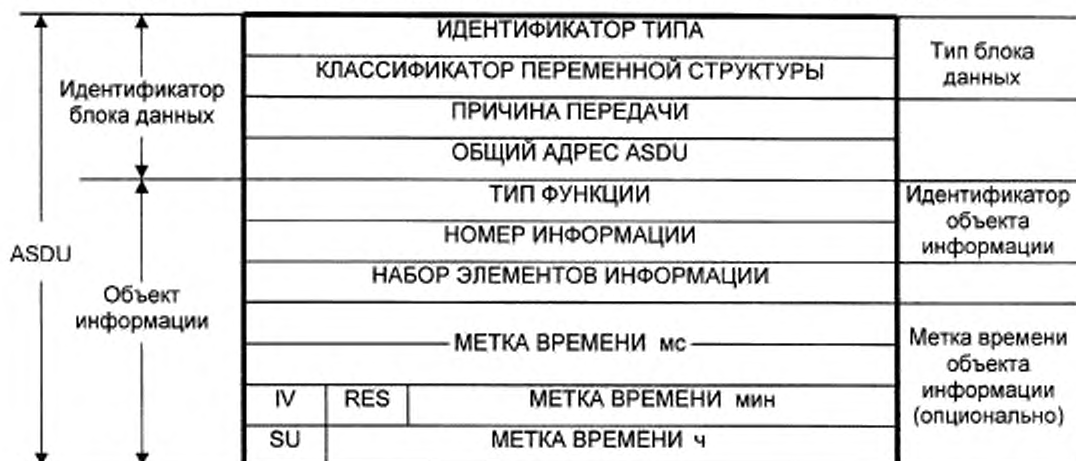 ИДЕНТИФИКАТОР ТИПА
КЛАССИФИКАТОР ПЕРЕМЕННОЙ СТРУКТУРЫ
Тип блока
данных
Идентификатор
блока данных
ПРИЧИНА ПЕРЕДАЧИ
ОБЩИЙ АДРЕС ASDU
ТИП ФУНКЦИИ
НОМЕР ИНФОРМАЦИИ
Идентификатор
объекта
информации
ASDU
НАБОР ЭЛЕМЕНТОВ ИНФОРМАЦИИ
Объект
информации
МЕТКА ВРЕМЕНИ мс
Метка времени
объекта
информации
(опционально)
IV RES МЕТКА ВРЕМЕНИ мин
SU МЕТКА ВРЕМЕНИ ч